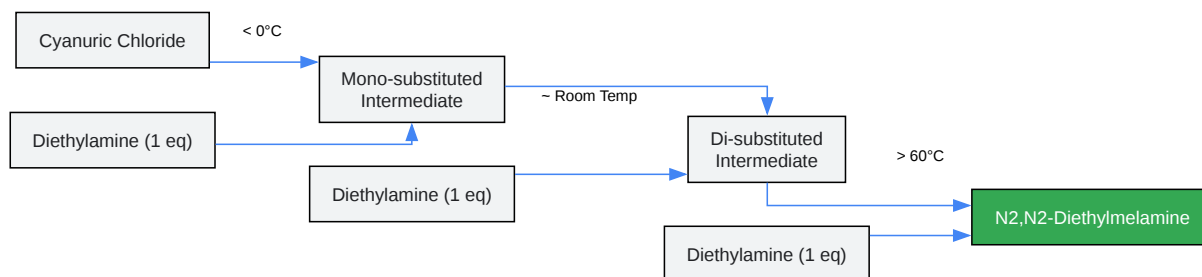 Cyanuric Chloride
< 0°C
Mono-substituted
Intermediate
~ Room Temp
Diethylamine (1 eq)
Di-substituted
Intermediate
> 60°C
Diethylamine (1 eq)
N2,N2-Diethylmelamine
Diethylamine (1 eq)